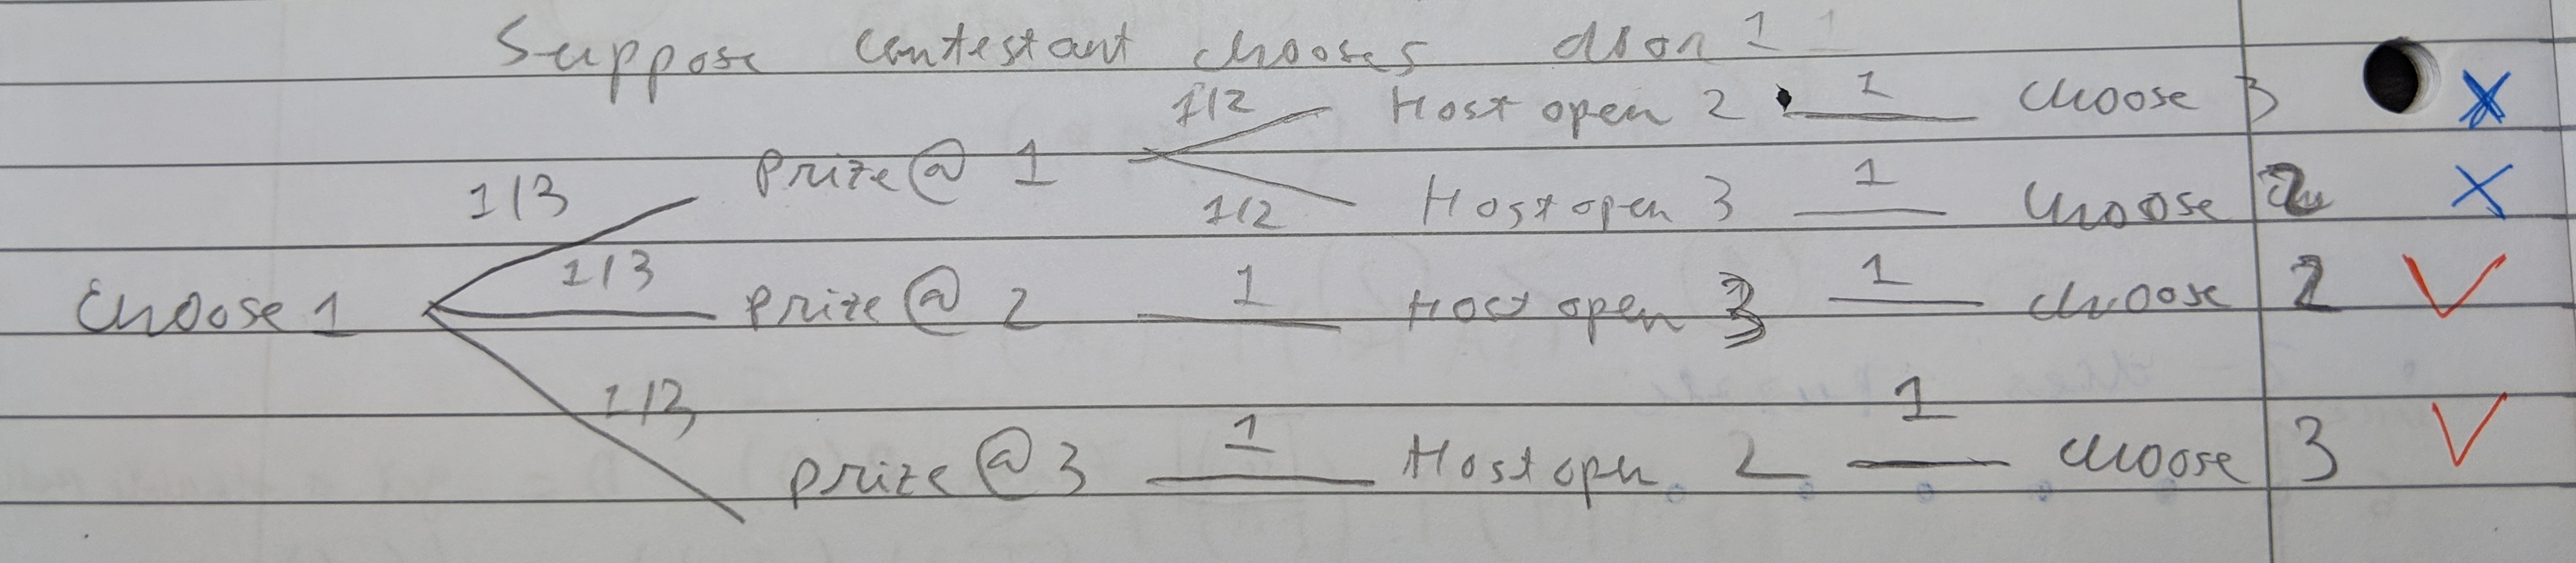 Suppose contestant chooses door 1
1/2 Host open 2 1 choose 3 X
1/3 Prize @ 1
1/2 Host open 3 1 choose 2 X
Choose 1 1/3 Prize @ 2 1 Host open 3 1 choose 2 ✓
1/3 prize @ 3 1 Host open 2 1 choose 3 ✓